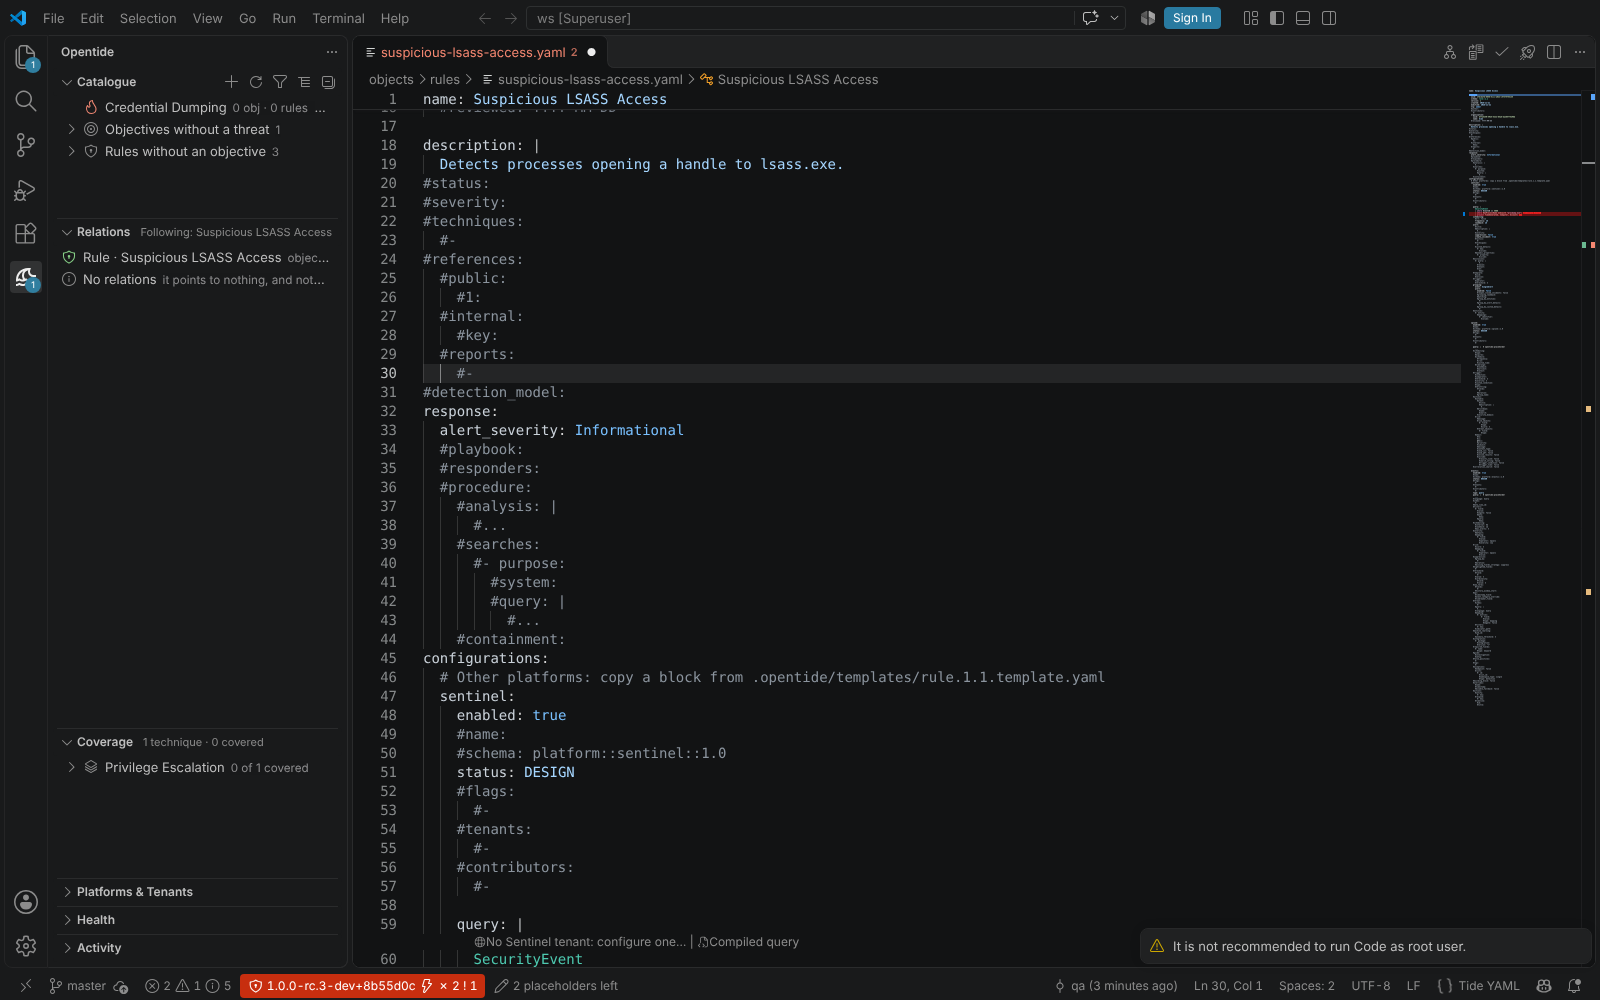 File Edit Selection View Go Run Terminal Help
ws [Superuser]
Sign In
Opentide
Catalogue
Credential Dumping 0 obj · 0 rules ...
Objectives without a threat 1
Rules without an objective 3
Relations Following: Suspicious LSASS Access
Rule · Suspicious LSASS Access objec...
No relations it points to nothing, and not...
Coverage 1 technique · 0 covered
Privilege Escalation 0 of 1 covered
Platforms & Tenants
Health
Activity
suspicious-lsass-access.yaml 2
objects > rules > suspicious-lsass-access.yaml > Suspicious LSASS Access
1 name: Suspicious LSASS Access
17
18 description: |
19 Detects processes opening a handle to lsass.exe.
20 #status:
21 #severity:
22 #techniques:
23 #-
24 #references:
25 #public:
26 #1:
27 #internal:
28 #key:
29 #reports:
30 #-
31 #detection_model:
32 response:
33 alert_severity: Informational
34 #playbook:
35 #responders:
36 #procedure:
37 #analysis: |
38 #...
39 #searches:
40 #- purpose:
41 #system:
42 #query: |
43 #...
44 #containment:
45 configurations:
46 # Other platforms: copy a block from .opentide/templates/rule.1.1.template.yaml
47 sentinel:
48 enabled: true
49 #name:
50 #schema: platform::sentinel::1.0
51 status: DESIGN
52 #flags:
53 #-
54 #tenants:
55 #-
56 #contributors:
57 #-
58
59 query: |
No Sentinel tenant: configure one... | Compiled query
60 SecurityEvent
It is not recommended to run Code as root user.
master 2 1 5 1.0.0-rc.3-dev+8b55d0c × 2 ! 1 2 placeholders left qa (3 minutes ago) Ln 30, Col 1 Spaces: 2 UTF-8 LF { } Tide YAML